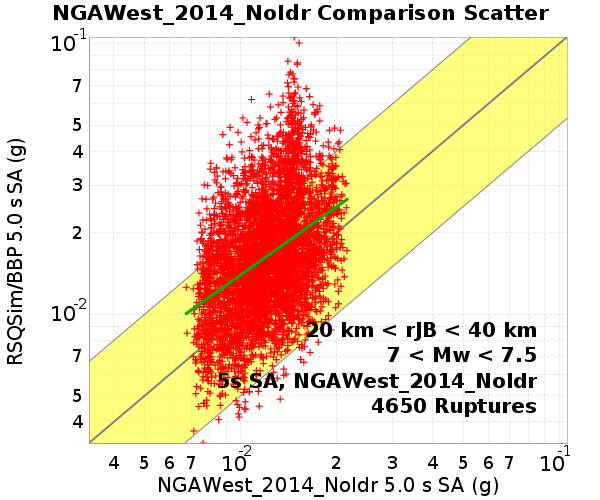 NGAWest_2014_NoIdr Comparison Scatter
10-1
7
5
4
3
2
10-2
7
5
4
RSQSim/BBP 5.0 s SA (g)
20 km < rJB < 40 km
7 < Mw < 7.5
5s SA, NGAWest_2014_NoIdr
4650 Ruptures
4 5 6 7 10-2 2 3 4 5 6 7 10-1
NGAWest_2014_NoIdr 5.0 s SA (g)